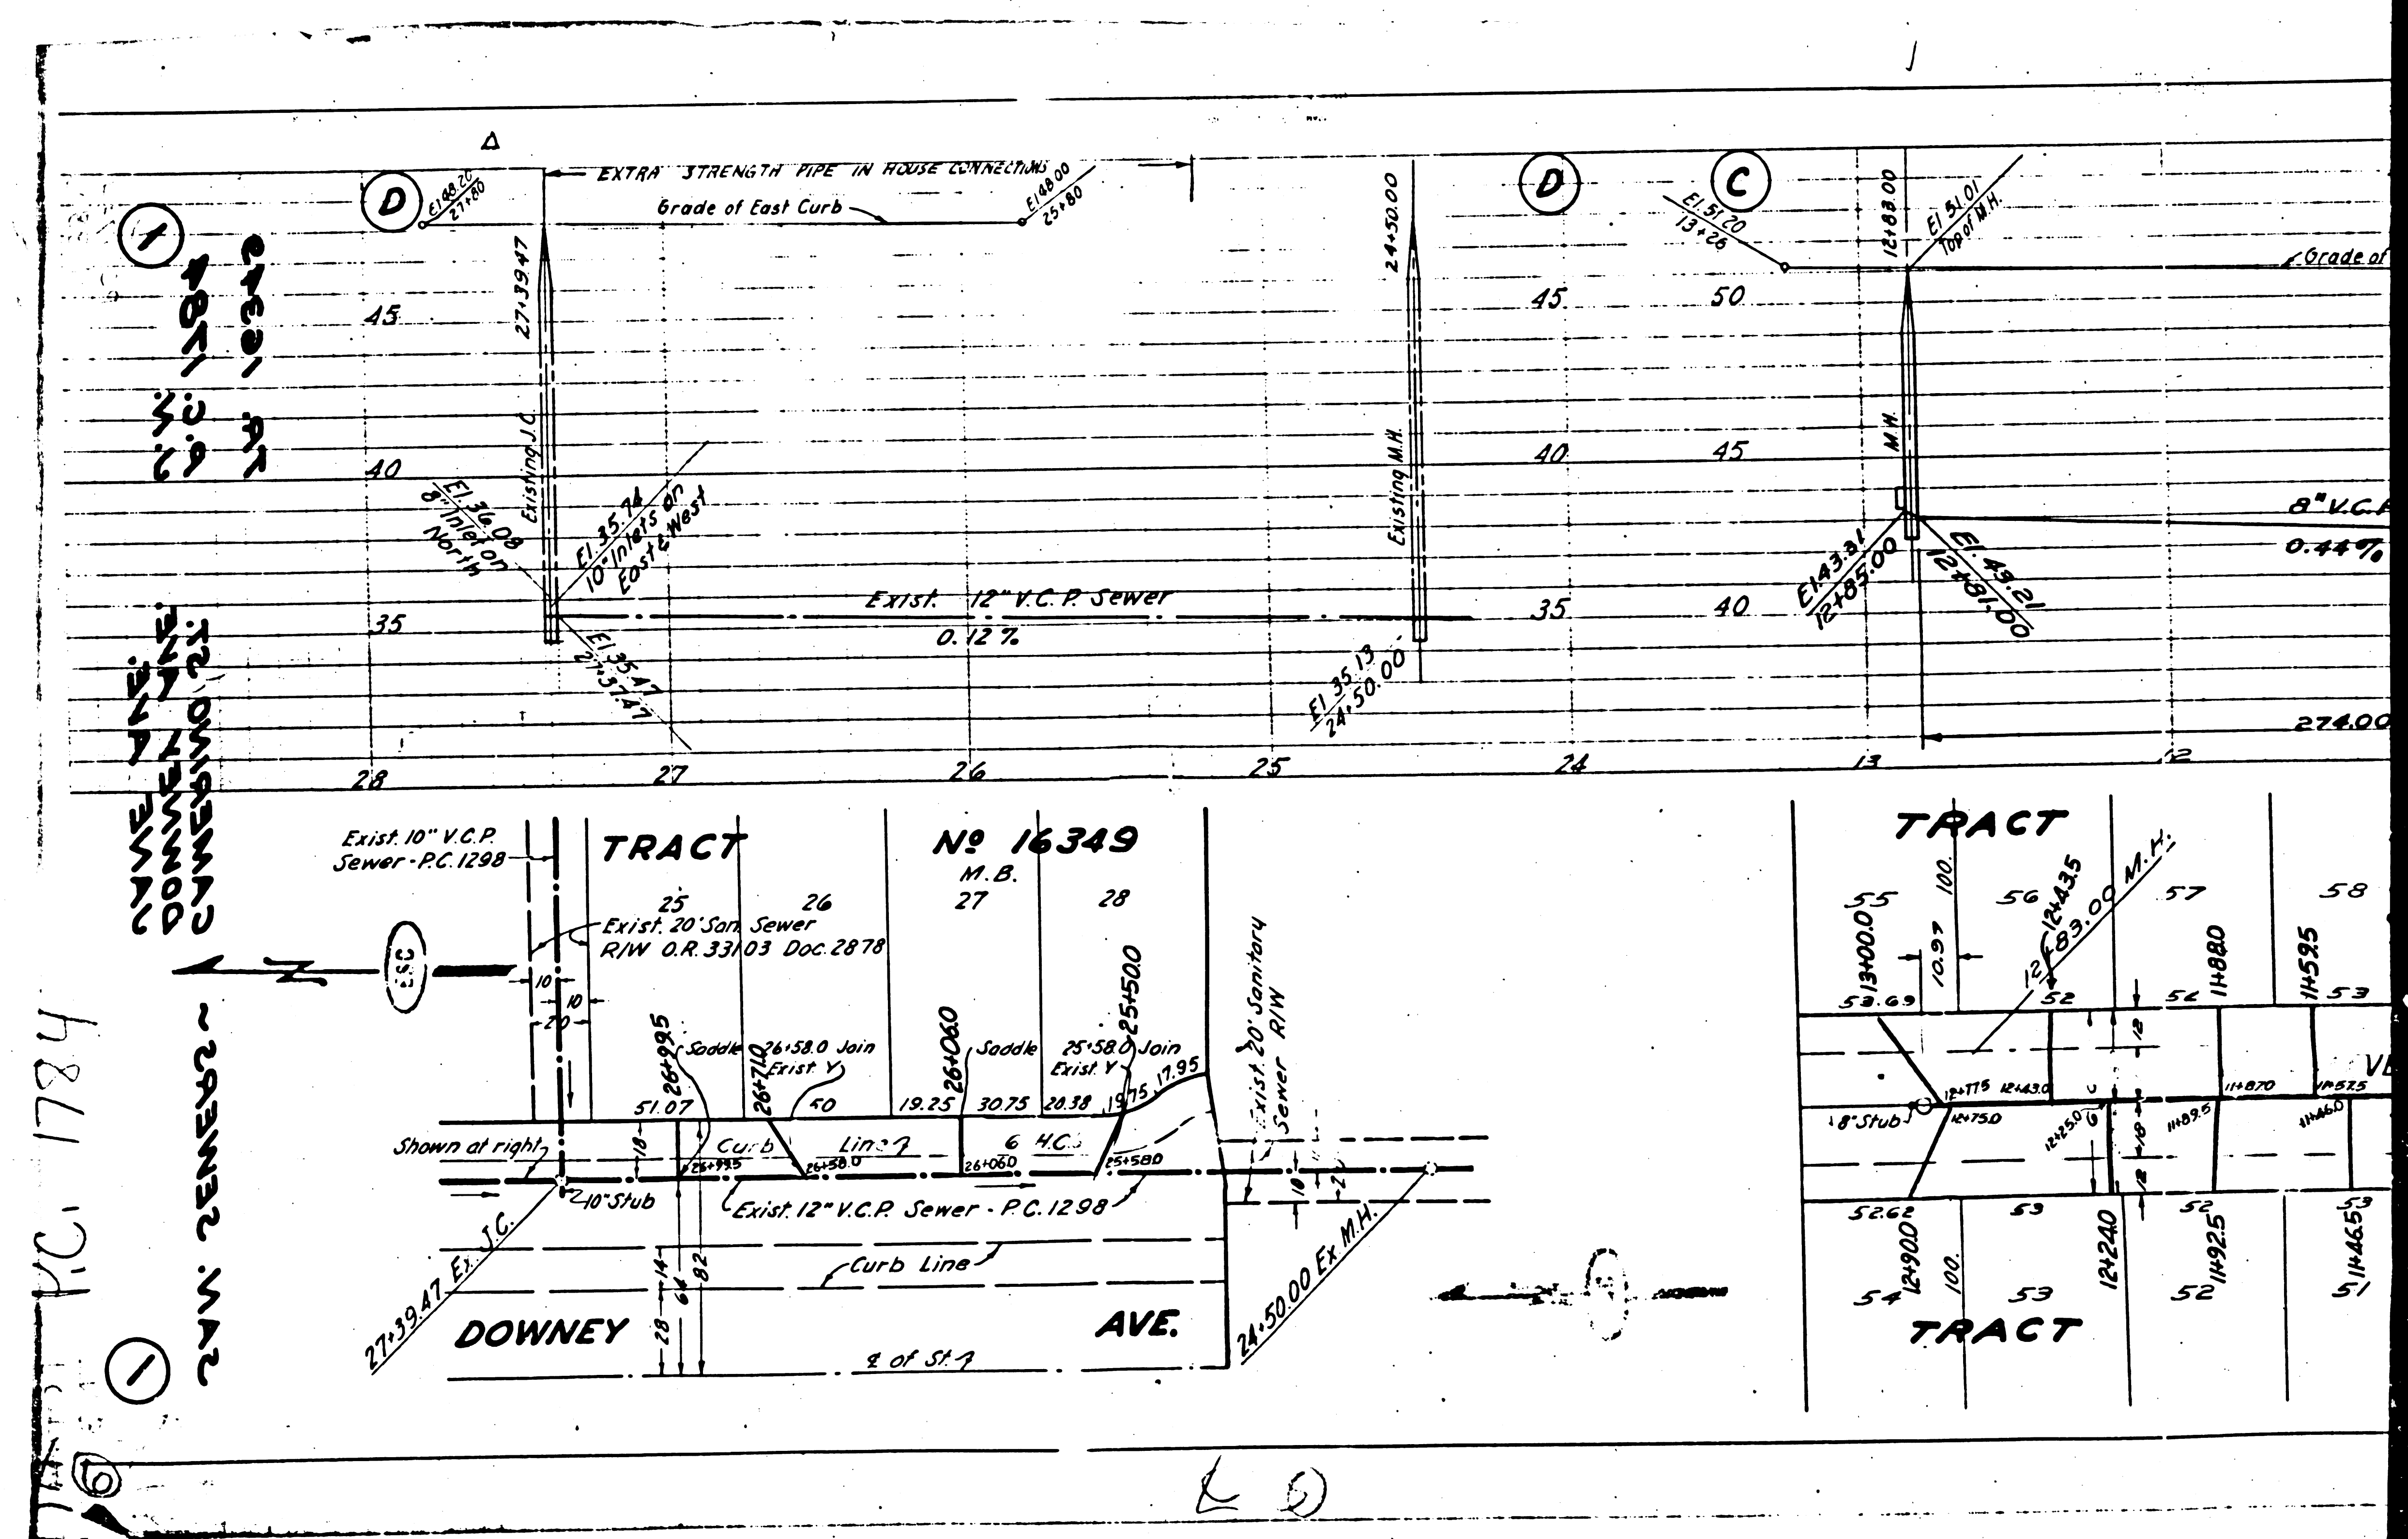 EXTRA STRENGTH PIPE IN HOUSE CONNECTIONS
D
El 48.20
27+80
Grade of East Curb
El 48.00
25+80
D
C
El. 51.20
13+26
El 51.01
Top of M.H.
Grade of
27+39.47
24+50.00
12+83.00
45
45
50
40
40
45
35
35
40
Existing J.C.
Existing M.H.
M.H.
El. 36.08
8" Inlet on
North
El. 35.74
10" Inlets on
East & West
Exist. 12" V.C.P. Sewer
0.12%
El 35.47
27+37.47
El 35.13
24+50.00
El.43.31
12+85.00
El. 43.21
12+81.00
8" V.C.P
0.44%
274.00
28
27
26
25
24
13
12
1
TR. 16349
P.C. 1784
CAMERINO ST.
DOWNEY AVE.
SAN. SEWERS ~
P.C. 1784
1
6
Exist. 10" V.C.P.
Sewer - P.C. 1298
TRACT
No 16349
M.B.
25
26
27
28
Exist. 20' San. Sewer
R/W O.R. 33103 Doc. 2878
10
10
20
26+99.5
Saddle
26+71.0
26+58.0 Join
Exist. Y
26+06.0
Saddle
25+58.0 Join
Exist. Y
25+50.0
51.07
50
19.25
30.75
20.38
19.75
17.95
Shown at right
18
Curb Line
6 H.C.s
26+99.5
26+58.0
26+06.0
25+58.0
10" Stub
Exist. 12" V.C.P. Sewer - P.C. 1298
Curb Line
14
28
64
82
27+39.47 Ex. J.C.
DOWNEY AVE.
₵ of St.
Exist. 20' Sanitary
Sewer R/W
10
24+50.00 Ex M.H.
TRACT
55
56
57
58
100.
10.97
13+00.0
12+43.5
12+83.00 M.H.
11+88.0
11+59.5
53.69
52
52
53
12
12+77.5
12+43.0
11+87.0
11+57.5
8" Stub
12+75.0
12+25.0
11+89.5
11+46.0
18
12
52.62
53
52
53
12+90.0
100.
12+24.0
11+92.5
11+46.5
54
53
52
51
TRACT